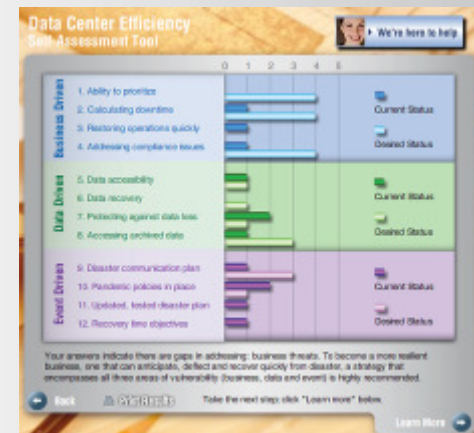 Data Center Efficiency
Self-Assessment Tool
We're here to help
0 1 2 3 4 5
Business Driven
1. Ability to prioritize
2. Calculating downtime
3. Restoring operations quickly
4. Addressing compliance issues
Current Status
Desired Status
Data Driven
5. Data accessibility
6. Data recovery
7. Protecting against data loss
8. Accessing archived data
Current Status
Desired Status
Event Driven
9. Disaster communication plan
10. Pandemic policies in place
11. Updated, tested disaster plan
12. Recovery time objectives
Current Status
Desired Status
Your answers indicate there are gaps in addressing: business threats. To become a more resilient
business, one that can anticipate, deflect and recover quickly from disaster, a strategy that
encompasses all three areas of vulnerability (business, data and event) is highly recommended.
Back
Print Results
Take the next step: click "Learn more" below.
Learn More